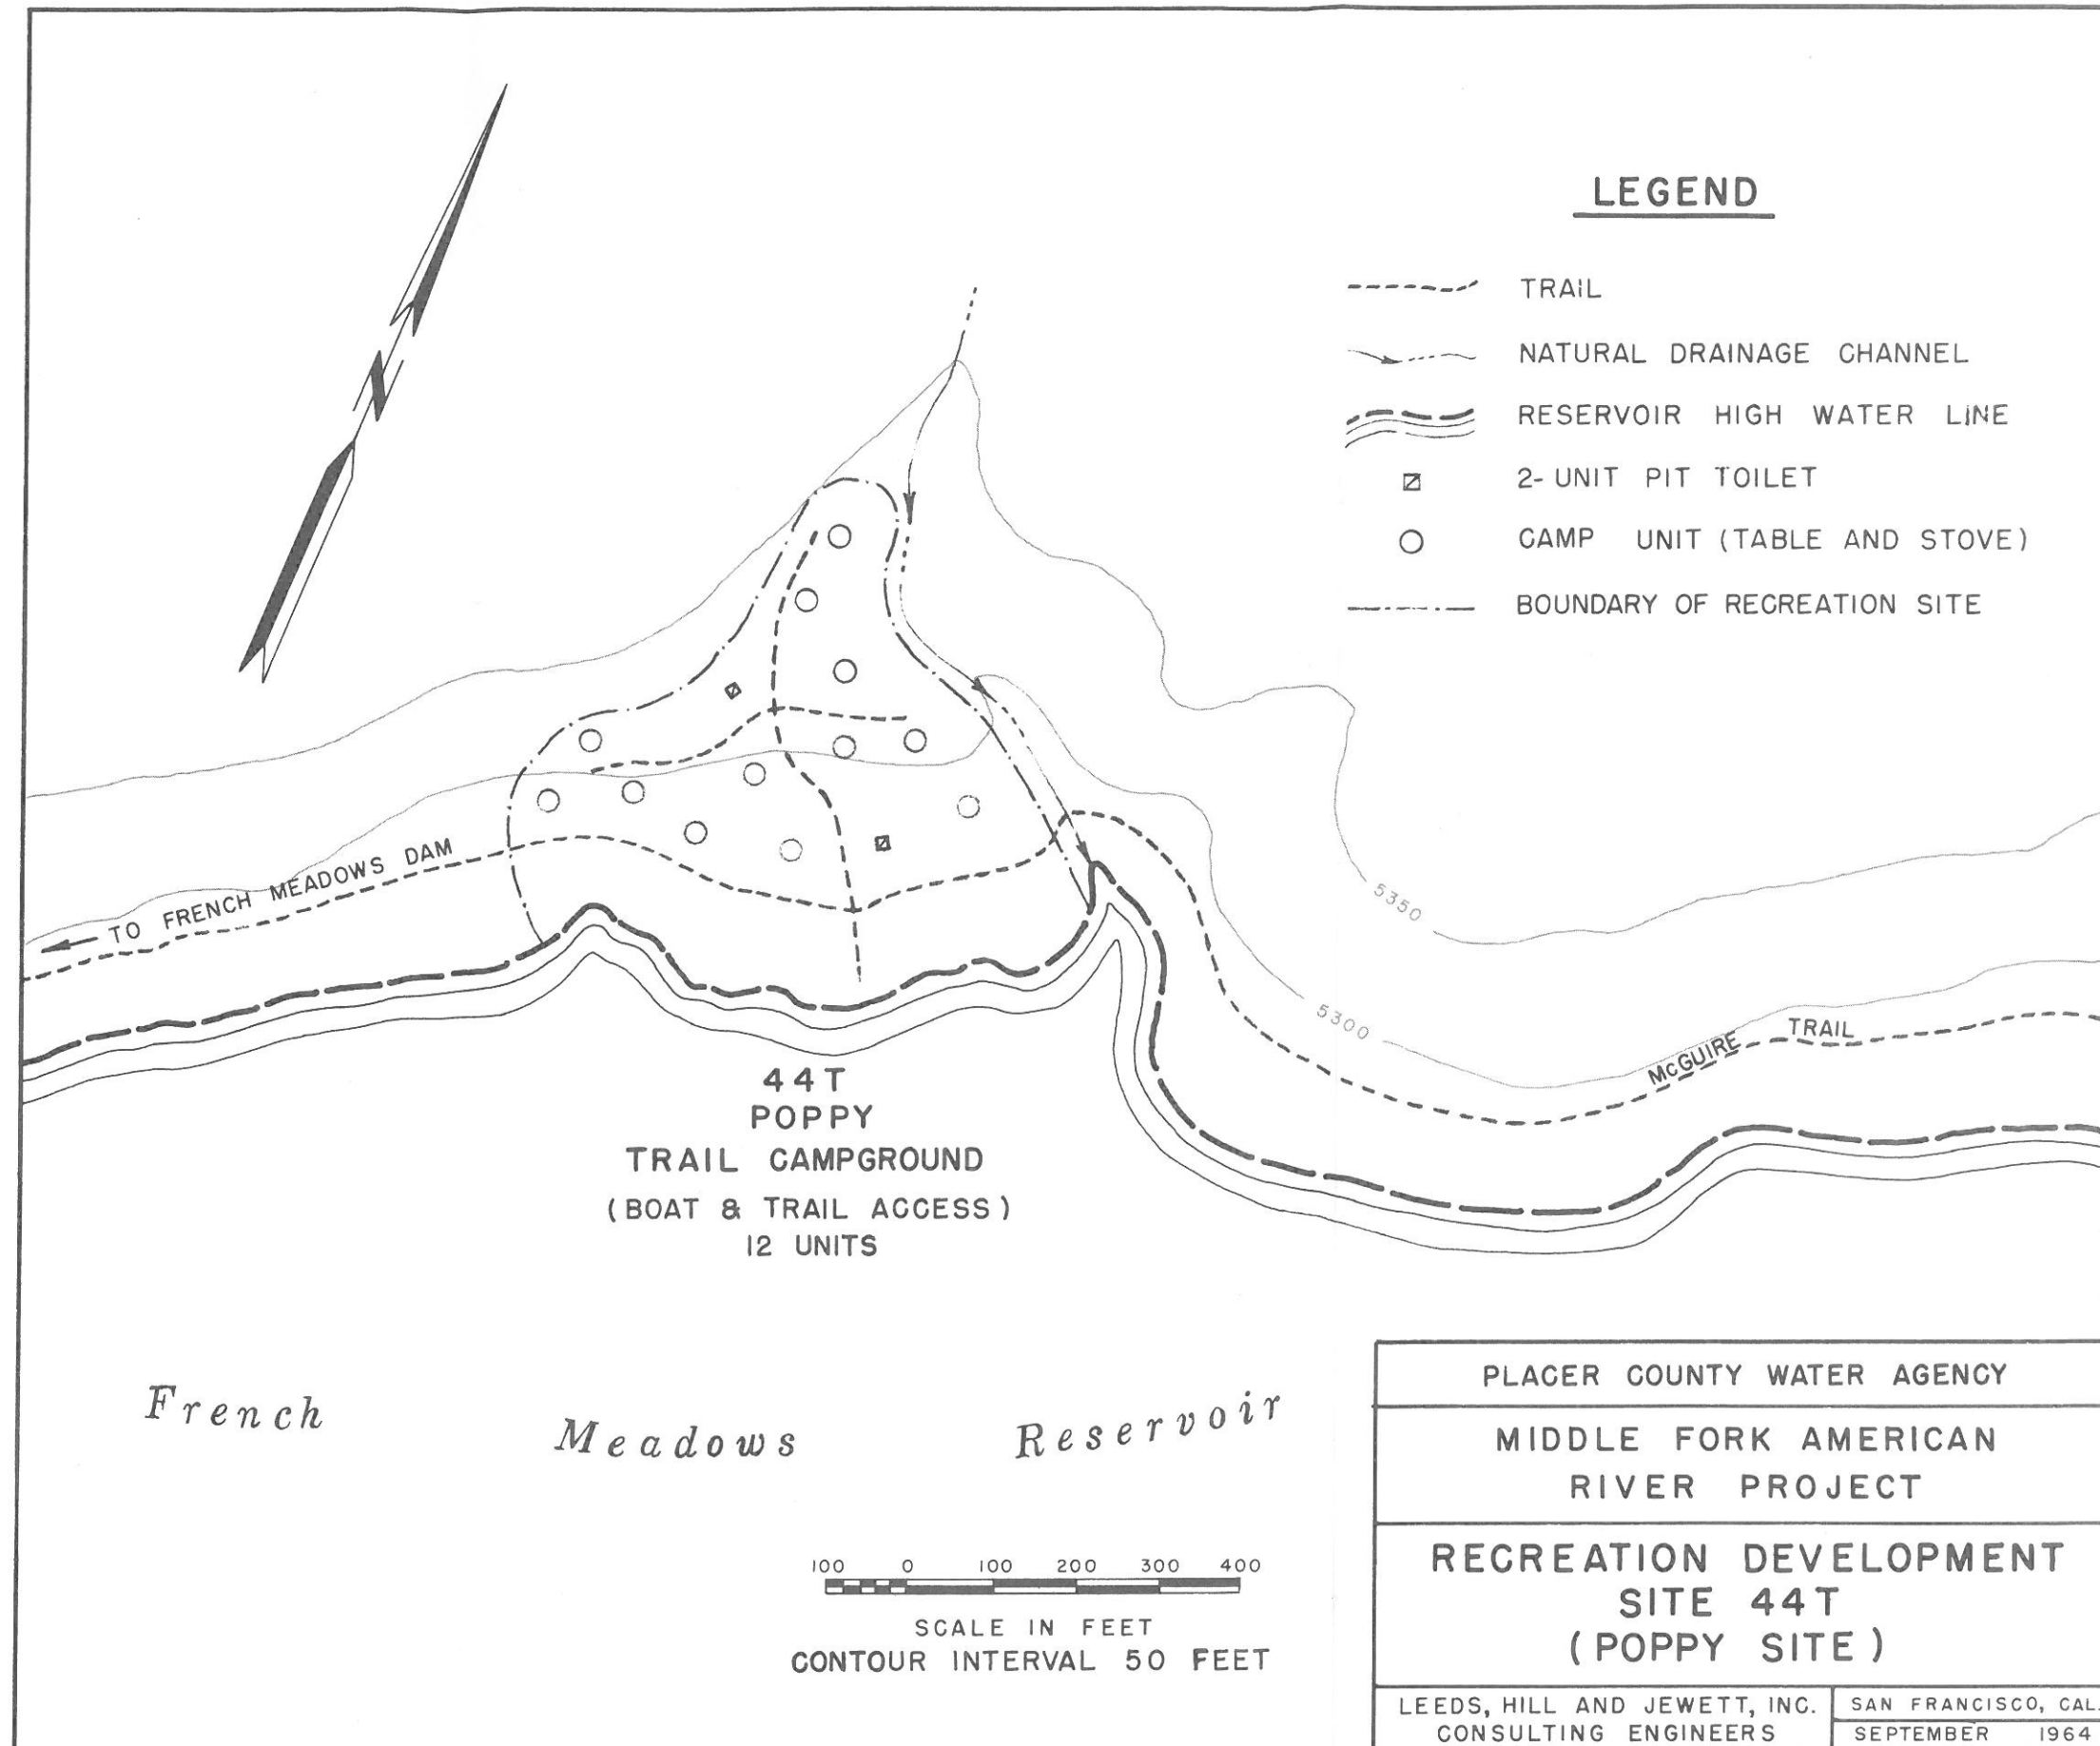 LEGEND
TRAIL
NATURAL DRAINAGE CHANNEL
RESERVOIR HIGH WATER LINE
2-UNIT PIT TOILET
CAMP UNIT (TABLE AND STOVE)
BOUNDARY OF RECREATION SITE
N
TO FRENCH MEADOWS DAM
5350
5300
McGUIRE TRAIL
44T
POPPY
TRAIL CAMPGROUND
(BOAT & TRAIL ACCESS)
12 UNITS
French Meadows Reservoir
100 0 100 200 300 400
SCALE IN FEET
CONTOUR INTERVAL 50 FEET
PLACER COUNTY WATER AGENCY
MIDDLE FORK AMERICAN
RIVER PROJECT
RECREATION DEVELOPMENT
SITE 44T
(POPPY SITE)
LEEDS, HILL AND JEWETT, INC.
CONSULTING ENGINEERS
SAN FRANCISCO, CAL.
SEPTEMBER 1964